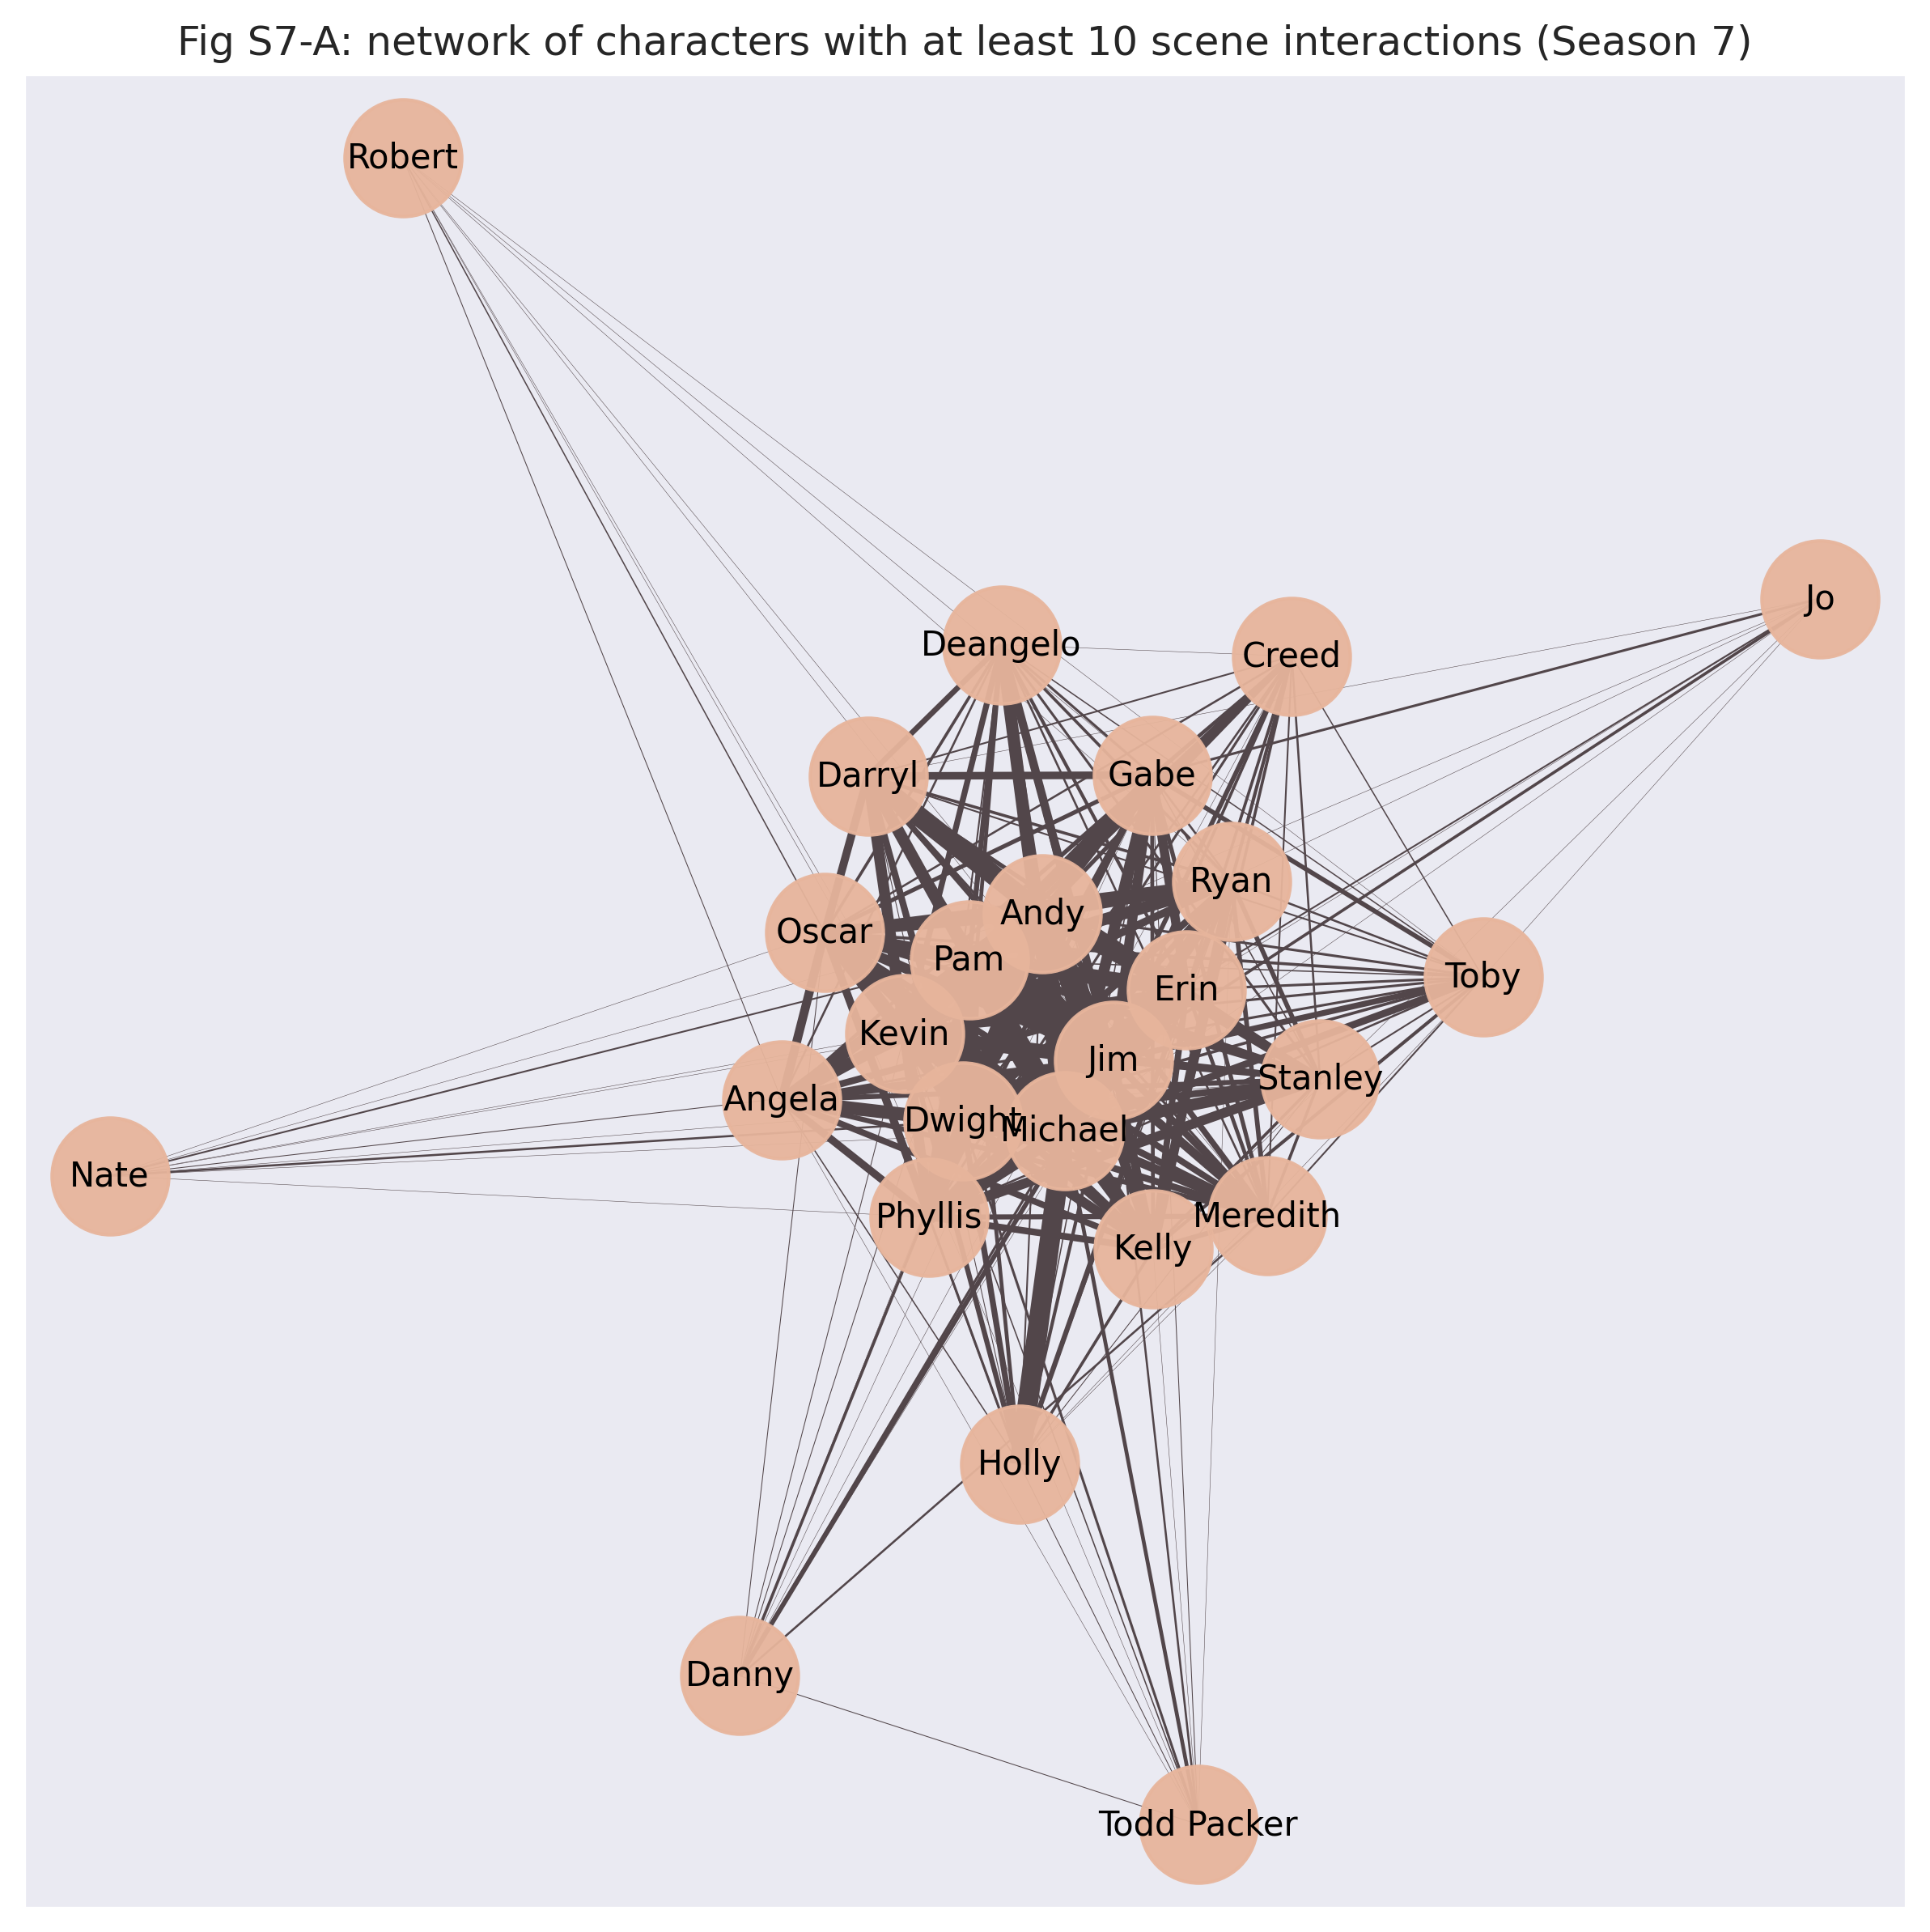 Fig S7-A: network of characters with at least 10 scene interactions (Season 7)
Robert
Jo
Deangelo
Creed
Darryl
Gabe
Ryan
Andy
Oscar
Pam
Toby
Erin
Kevin
Jim
Stanley
Angela
Dwight
Michael
Nate
Phyllis
Meredith
Kelly
Holly
Danny
Todd Packer